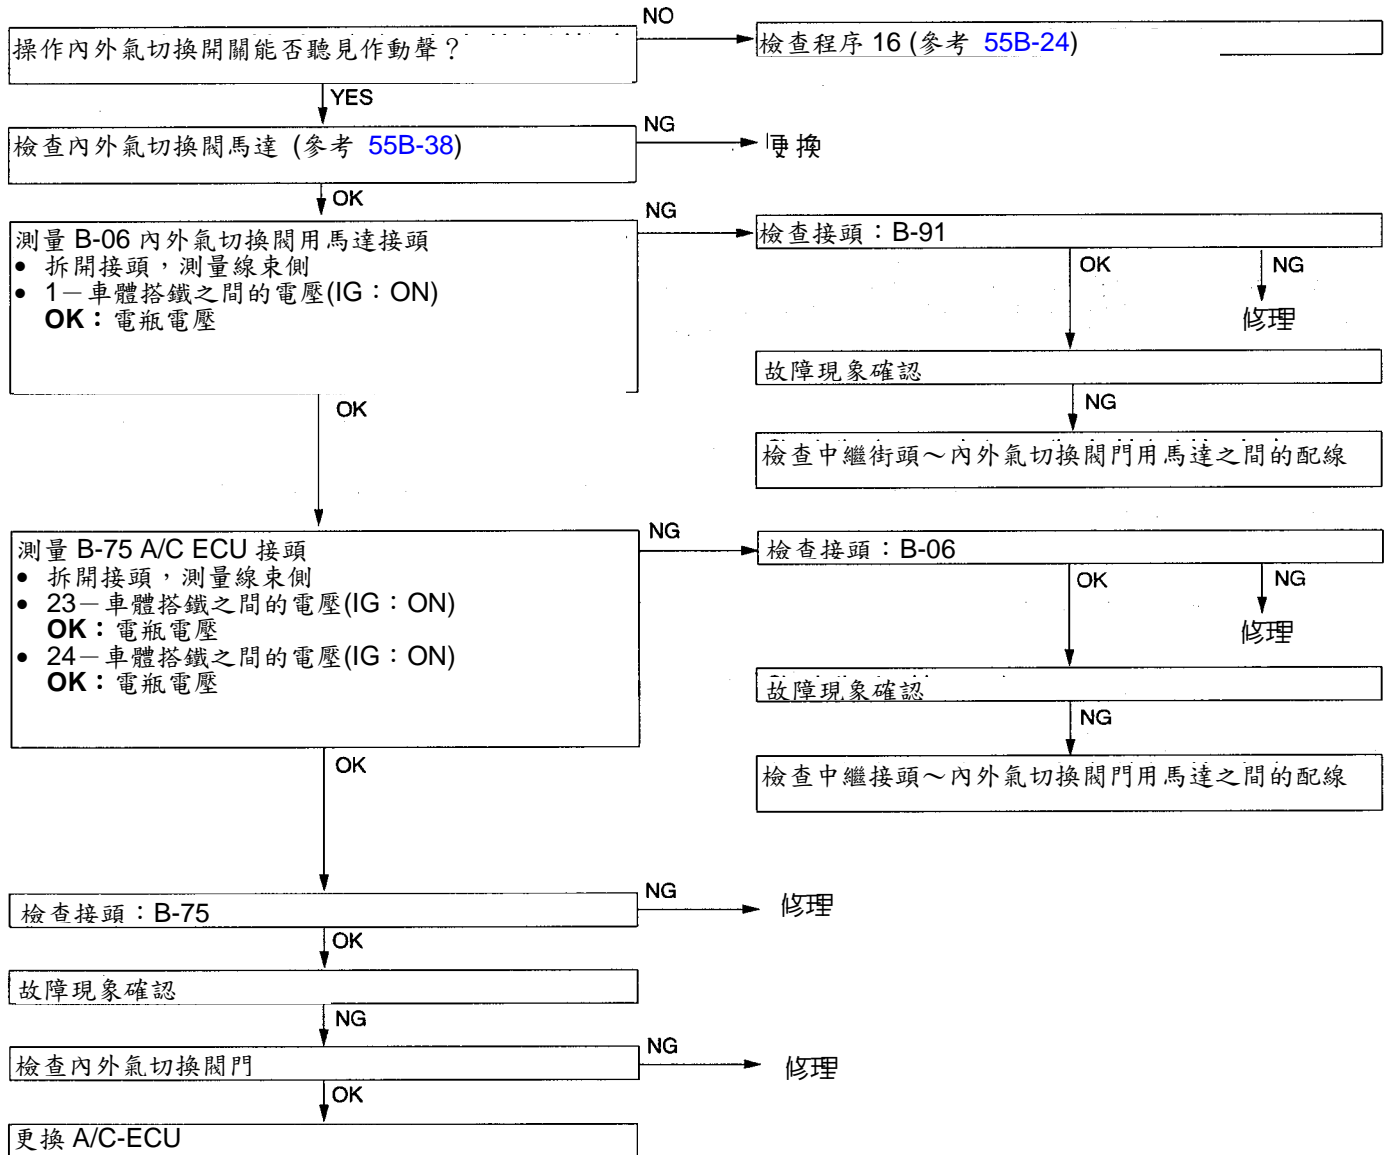 操作內外氣切換開關能否聽見作動聲？
NO
檢查程序 16 (參考 55B-24)
YES
檢查內外氣切換閥馬達 (參考 55B-38)
NG
更換
OK
測量 B-06 內外氣切換閥用馬達接頭
• 拆開接頭，測量線束側
• 1－車體搭鐵之間的電壓(IG：ON)
OK：電瓶電壓
NG
檢查接頭：B-91
OK
NG
修理
故障現象確認
NG
檢查中繼街頭～內外氣切換閥門用馬達之間的配線
OK
測量 B-75 A/C ECU 接頭
• 拆開接頭，測量線束側
• 23－車體搭鐵之間的電壓(IG：ON)
OK：電瓶電壓
• 24－車體搭鐵之間的電壓(IG：ON)
OK：電瓶電壓
NG
檢查接頭：B-06
OK
NG
修理
故障現象確認
NG
檢查中繼接頭～內外氣切換閥門用馬達之間的配線
OK
檢查接頭：B-75
NG
修理
OK
故障現象確認
NG
檢查內外氣切換閥門
NG
修理
OK
更換 A/C-ECU